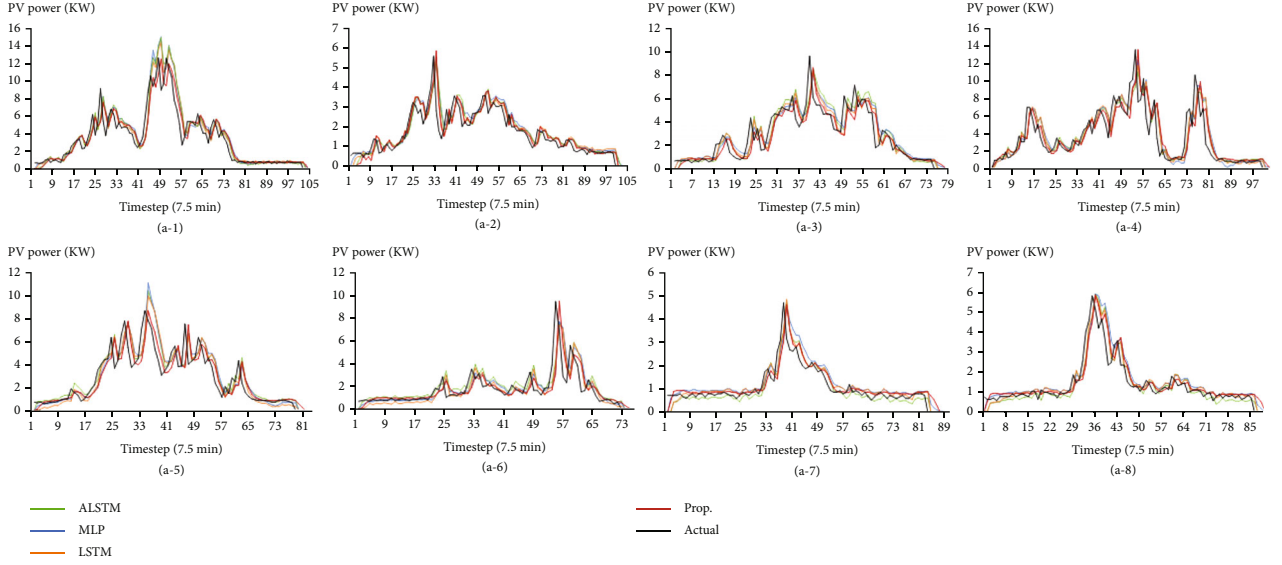 PV power (KW)
16
14
12
10
8
6
4
2
0
1 9 17 25 33 41 49 57 65 73 81 89 97 105
Timestep (7.5 min)
(a-1)
PV power (KW)
7
6
5
4
3
2
1
0
1 9 17 25 33 41 49 57 65 73 81 89 97 105
Timestep (7.5 min)
(a-2)
PV power (KW)
12
10
8
6
4
2
0
1 7 13 19 25 31 37 43 49 55 61 67 73 79
Timestep (7.5 min)
(a-3)
PV power (KW)
16
14
12
10
8
6
4
2
0
1 9 17 25 33 41 49 57 65 73 81 89 97
Timestep (7.5 min)
(a-4)
PV power (KW)
12
10
8
6
4
2
0
1 9 17 25 33 41 49 57 65 73 81
Timestep (7.5 min)
(a-5)
PV power (KW)
12
10
8
6
4
2
0
1 9 17 25 33 41 49 57 65 73
Timestep (7.5 min)
(a-6)
PV power (KW)
6
5
4
3
2
1
0
1 9 17 25 33 41 49 57 65 73 81 89
Timestep (7.5 min)
(a-7)
PV power (KW)
7
6
5
4
3
2
1
0
1 8 15 22 29 36 43 50 57 64 71 78 85
Timestep (7.5 min)
(a-8)
ALSTM
MLP
LSTM
Prop.
Actual